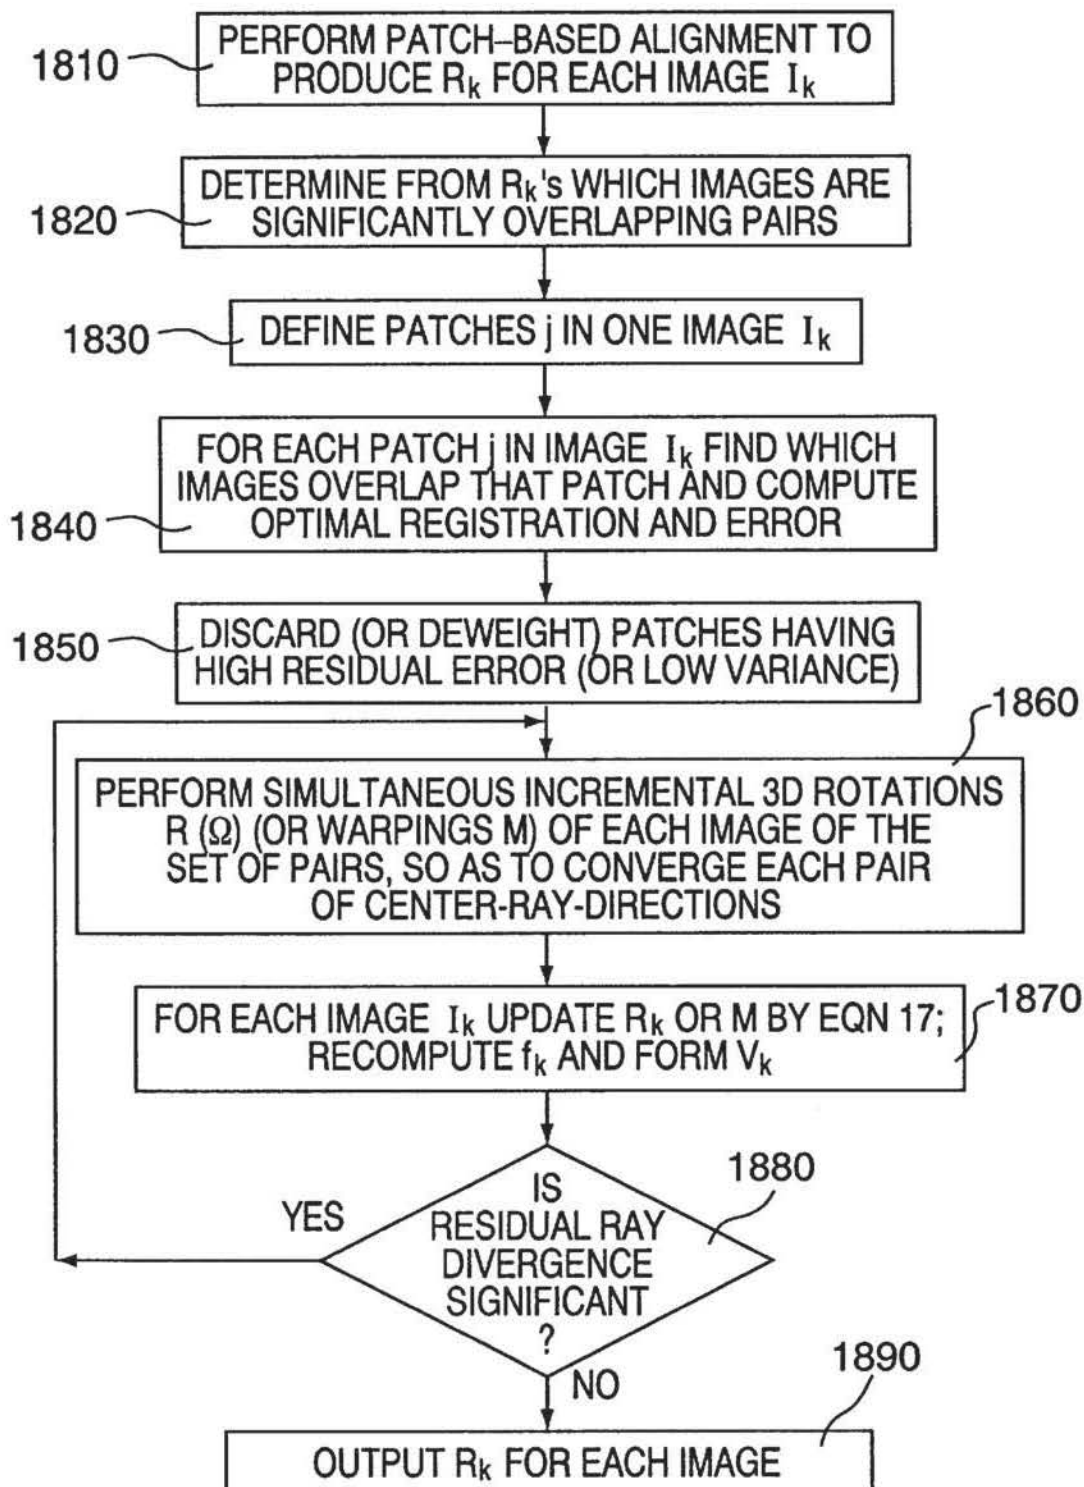 1810
PERFORM PATCH–BASED ALIGNMENT TO
PRODUCE Rk FOR EACH IMAGE Ik
1820
DETERMINE FROM Rk's WHICH IMAGES ARE
SIGNIFICANTLY OVERLAPPING PAIRS
1830
DEFINE PATCHES j IN ONE IMAGE Ik
1840
FOR EACH PATCH j IN IMAGE Ik FIND WHICH
IMAGES OVERLAP THAT PATCH AND COMPUTE
OPTIMAL REGISTRATION AND ERROR
1850
DISCARD (OR DEWEIGHT) PATCHES HAVING
HIGH RESIDUAL ERROR (OR LOW VARIANCE)
1860
PERFORM SIMULTANEOUS INCREMENTAL 3D ROTATIONS
R (Ω) (OR WARPINGS M) OF EACH IMAGE OF THE
SET OF PAIRS, SO AS TO CONVERGE EACH PAIR
OF CENTER-RAY-DIRECTIONS
1870
FOR EACH IMAGE Ik UPDATE Rk OR M BY EQN 17;
RECOMPUTE fk AND FORM Vk
1880
YES
IS
RESIDUAL RAY
DIVERGENCE
SIGNIFICANT
?
NO
1890
OUTPUT Rk FOR EACH IMAGE